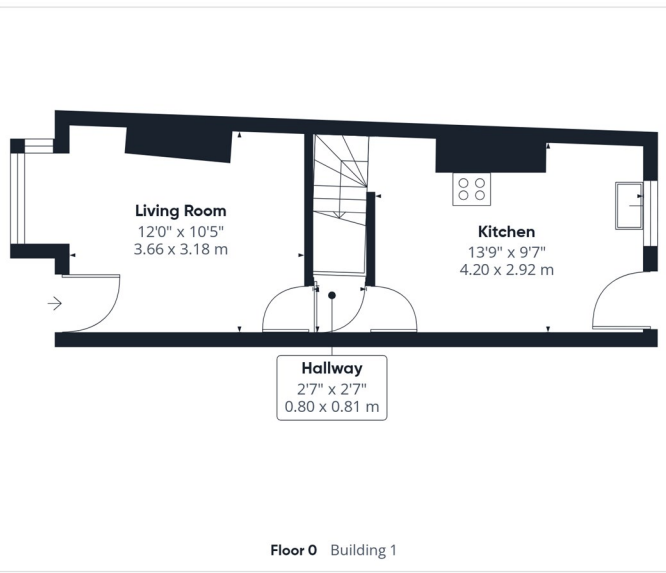 Living Room
12'0" x 10'5"
3.66 x 3.18 m
Kitchen
13'9" x 9'7"
4.20 x 2.92 m
Hallway
2'7" x 2'7"
0.80 x 0.81 m
Floor 0 Building 1